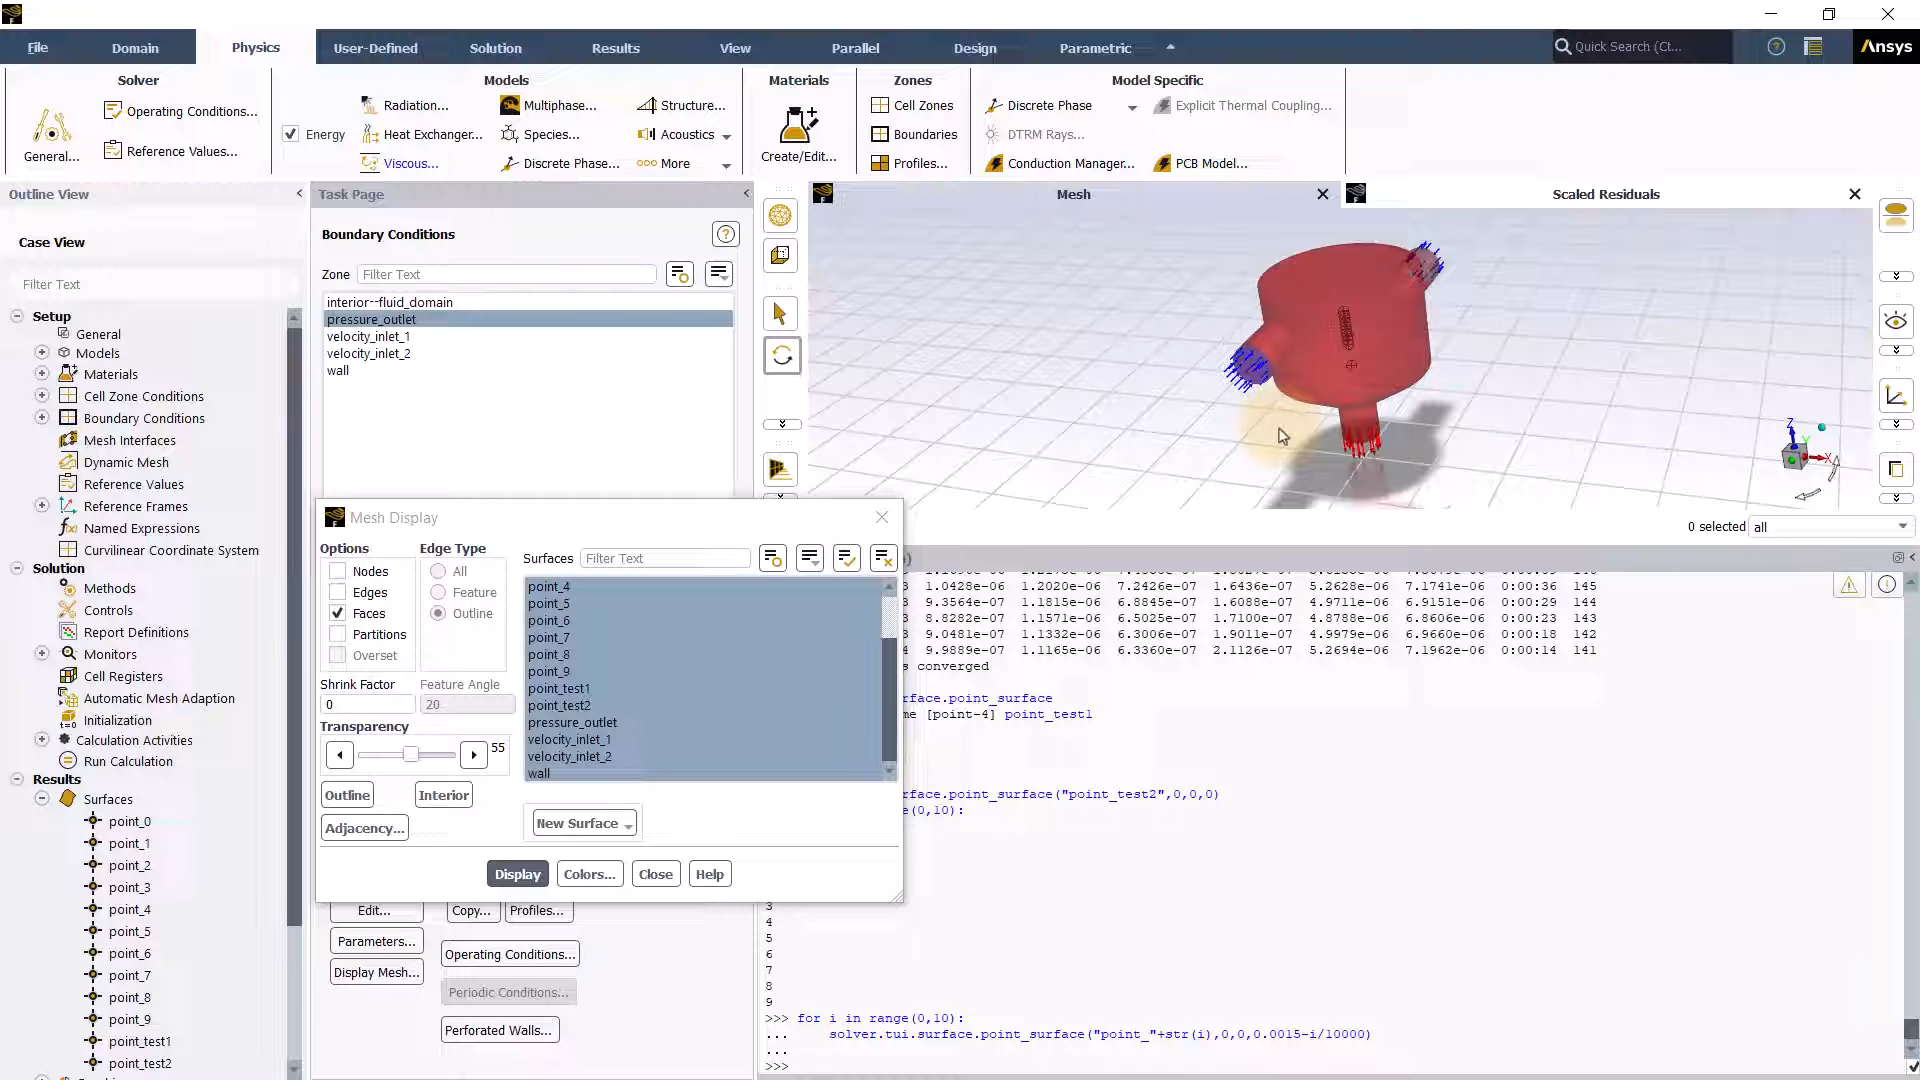 File Domain Physics User-Defined Solution Results View Parallel Design Parametric Quick Search (Ct... Ansys
Solver Models Materials Zones Model Specific
General... Operating Conditions... Reference Values...
Energy Radiation... Multiphase... Structure...
Heat Exchanger... Species... Acoustics
Viscous... Discrete Phase... More
Create/Edit...
Cell Zones
Boundaries
Profiles...
Discrete Phase Explicit Thermal Coupling...
DTRM Rays...
Conduction Manager... PCB Model...
Outline View
Case View
Filter Text
Setup
General
Models
Materials
Cell Zone Conditions
Boundary Conditions
Mesh Interfaces
Dynamic Mesh
Reference Values
Reference Frames
Named Expressions
Curvilinear Coordinate System
Solution
Methods
Controls
Report Definitions
Monitors
Cell Registers
Automatic Mesh Adaption
Initialization
Calculation Activities
Run Calculation
Results
Surfaces
point_0
point_1
point_2
point_3
point_4
point_5
point_6
point_7
point_8
point_9
point_test1
point_test2
Task Page
Boundary Conditions
Zone Filter Text
interior--fluid_domain
pressure_outlet
velocity_inlet_1
velocity_inlet_2
wall
Mesh Display
Options
Nodes
Edges
Faces
Partitions
Overset
Edge Type
All
Feature
Outline
Shrink Factor Feature Angle
0 20
Transparency
55
Outline Interior
Adjacency...
Surfaces Filter Text
point_4
point_5
point_6
point_7
point_8
point_9
point_test1
point_test2
pressure_outlet
velocity_inlet_1
velocity_inlet_2
wall
New Surface
Display Colors... Close Help
Edit... Copy... Profiles...
Parameters... Operating Conditions...
Display Mesh... Periodic Conditions...
Perforated Walls...
Mesh
Scaled Residuals
Z
Y
X
0 selected all
3 1.0428e-06 1.2020e-06 7.2426e-07 1.6436e-07 5.2628e-06 7.1741e-06 0:00:36 145
3 9.3564e-07 1.1815e-06 6.8845e-07 1.6088e-07 4.9711e-06 6.9151e-06 0:00:29 144
3 8.8282e-07 1.1571e-06 6.5025e-07 1.7100e-07 4.8788e-06 6.8606e-06 0:00:23 143
3 9.0481e-07 1.1332e-06 6.3006e-07 1.9011e-07 4.9979e-06 6.9660e-06 0:00:18 142
4 9.9889e-07 1.1165e-06 6.3360e-07 2.1126e-07 5.2694e-06 7.1962e-06 0:00:14 141
s converged
rface.point_surface
me [point-4] point_test1
rface.point_surface("point_test2",0,0,0)
e(0,10):
3
4
5
6
7
8
9
>>> for i in range(0,10):
... solver.tui.surface.point_surface("point_"+str(i),0,0,0.0015-i/10000)
...
>>>